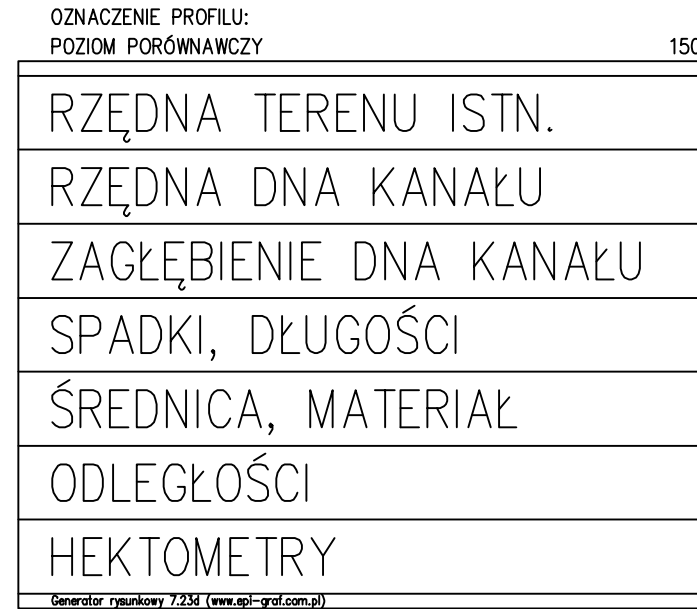 OZNACZENIE PROFILU:
POZIOM PORÓWNAWCZY 150
RZĘDNA TERENU ISTN.
RZĘDNA DNA KANAŁU
ZAGŁĘBIENIE DNA KANAŁU
SPADKI, DŁUGOŚCI
ŚREDNICA, MATERIAŁ
ODLEGŁOŚCI
HEKTOMETRY
Generator rysunkowy 7.23d (www.epi-graf.com.pl)